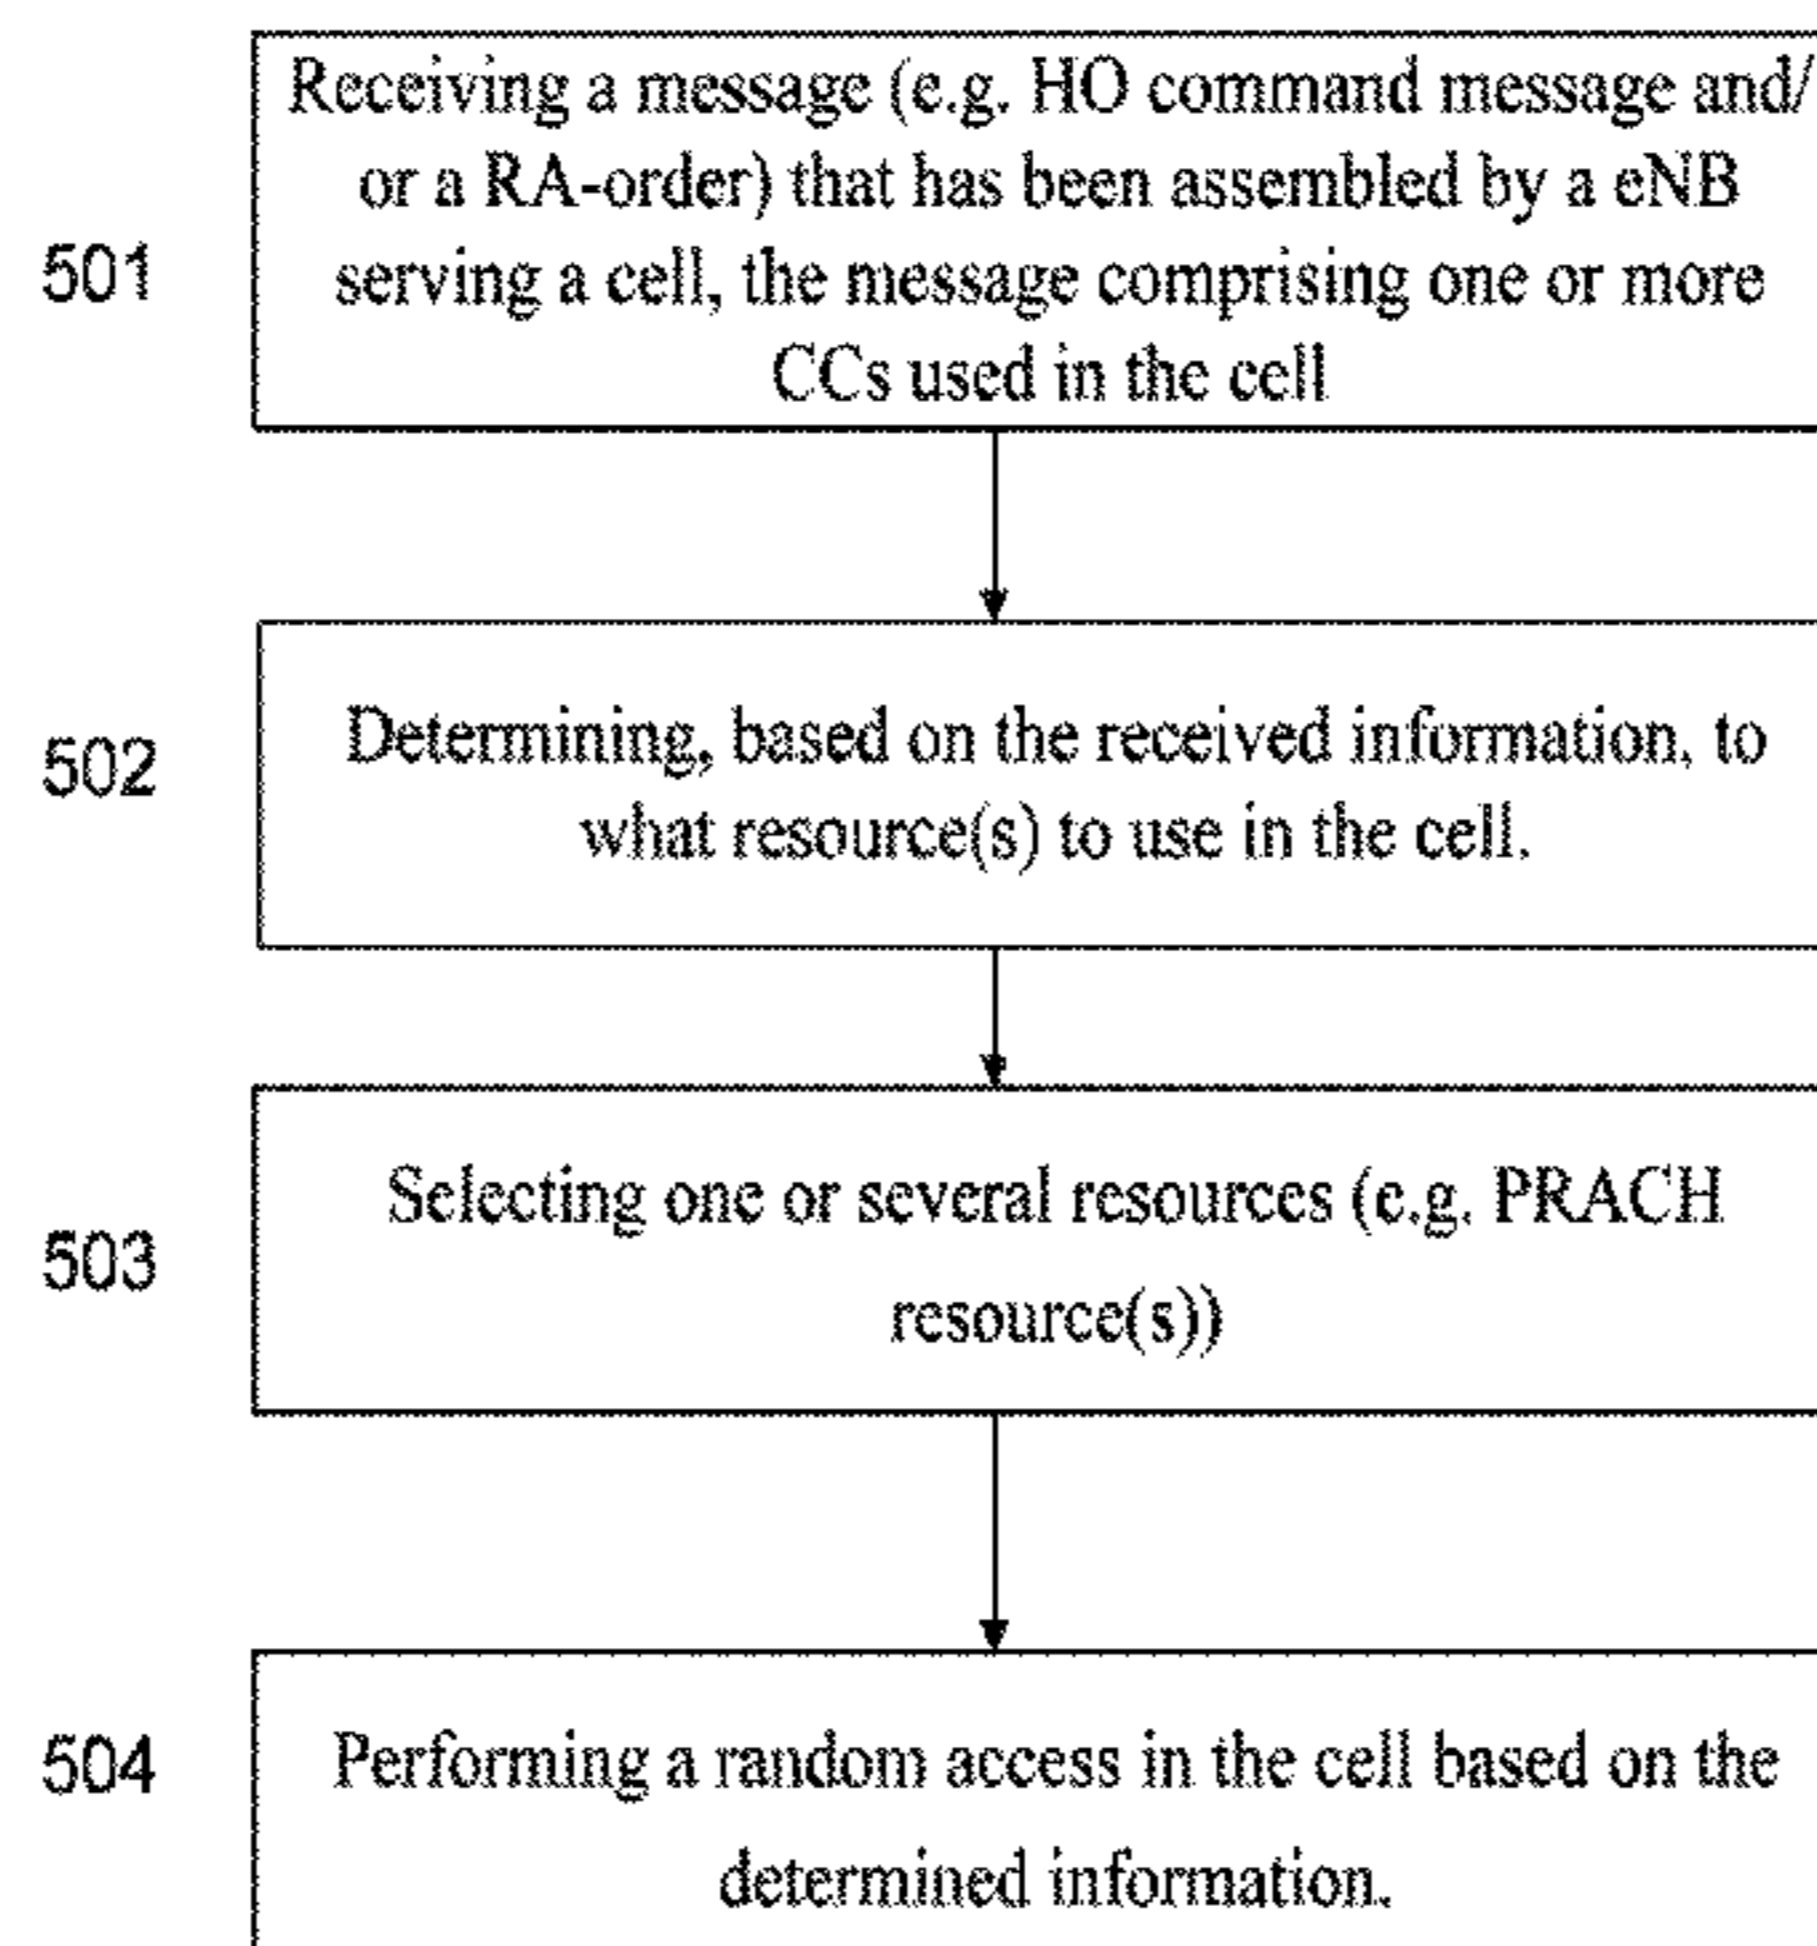 Receiving a message (e.g. HO command message and/
or a RA-order) that has been assembled by a eNB
501
serving a cell, the message comprising one or more
CCs used in the cell
Determining, based on the received information, to
502
what resource(s) to use in the cell.
Selecting one or several resources (e.g. PRACH
503
resource(s))
504
Performing a random access in the cell based on the
determined information.